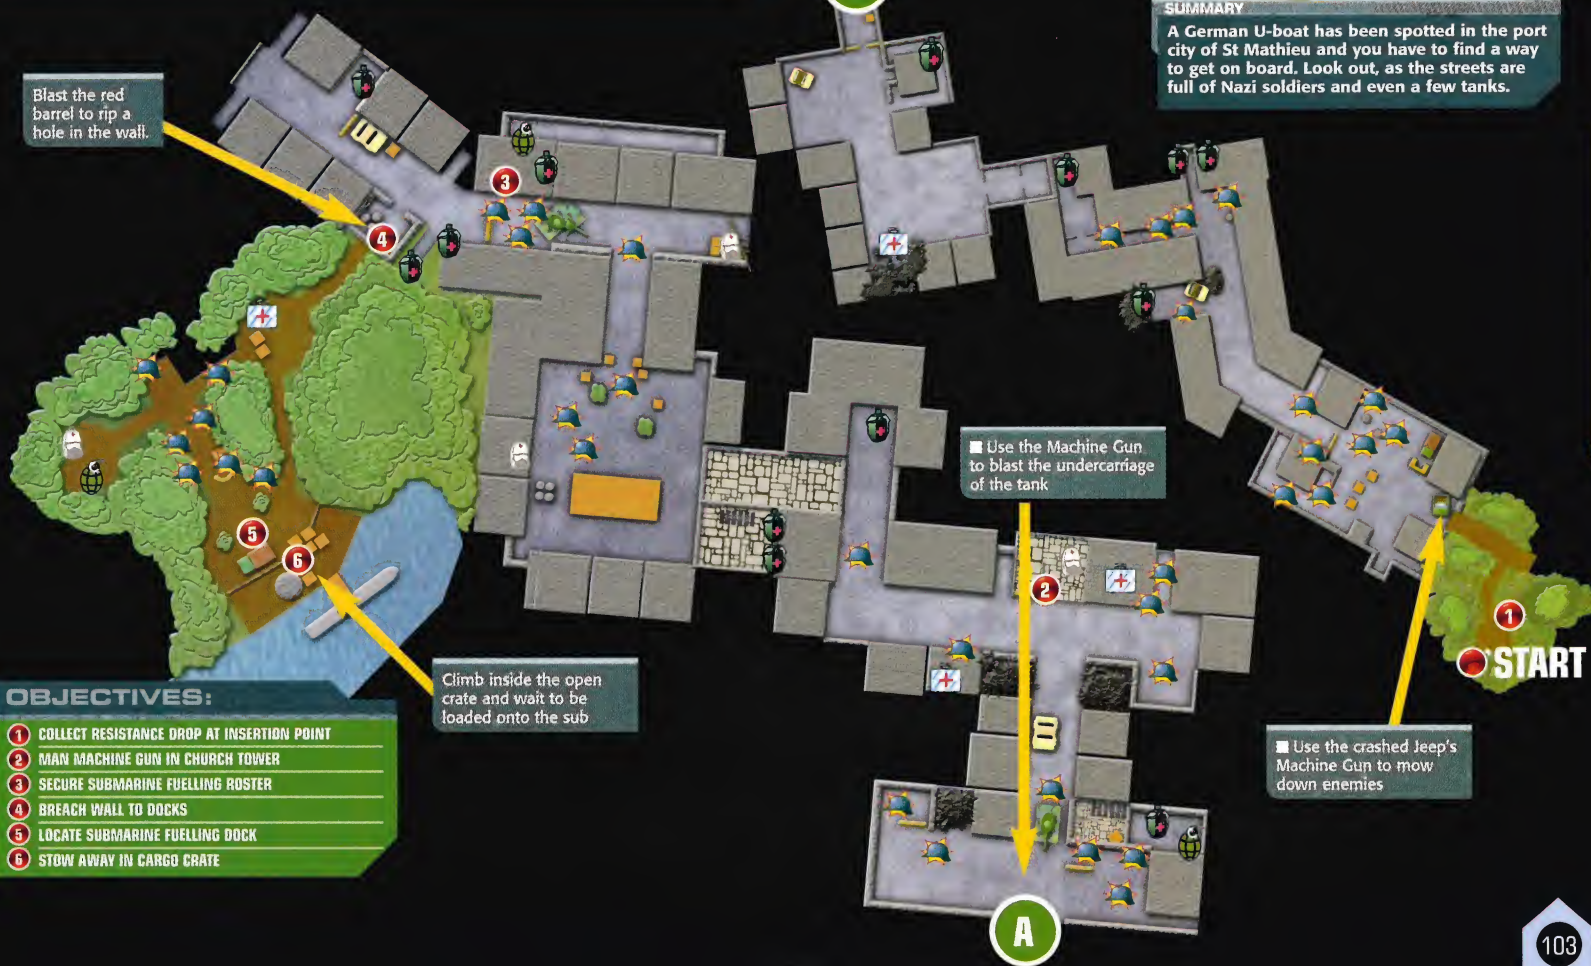 SUMMARY
A German U-boat has been spotted in the port
city of St Mathieu and you have to find a way
to get on board. Look out, as the streets are
full of Nazi soldiers and even a few tanks.
Blast the red
barrel to rip a
hole in the wall.
3
4
■ Use the Machine Gun
to blast the undercarriage
of the tank
5
6
2
1
START
Climb inside the open
crate and wait to be
loaded onto the sub
■ Use the crashed Jeep's
Machine Gun to mow
down enemies
OBJECTIVES:
1 COLLECT RESISTANCE DROP AT INSERTION POINT
2 MAN MACHINE GUN IN CHURCH TOWER
3 SECURE SUBMARINE FUELLING ROSTER
4 BREACH WALL TO DOCKS
5 LOCATE SUBMARINE FUELLING DOCK
6 STOW AWAY IN CARGO CRATE
A
103